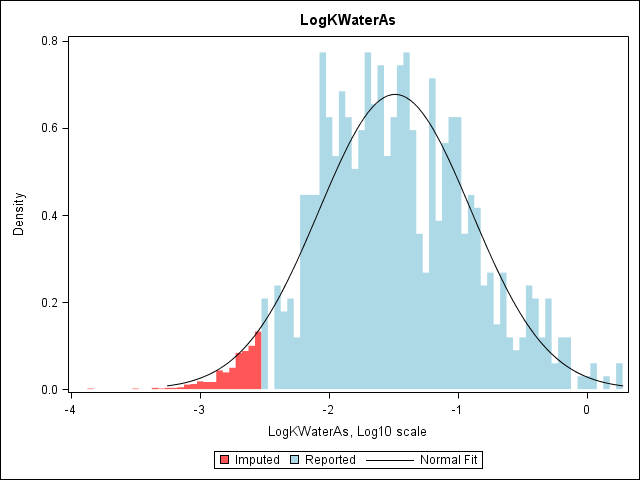 LogKWaterAs
0.8
0.6
0.4
0.2
0.0
Density
-4
-3
-2
-1
0
LogKWaterAs, Log10 scale
Imputed
Reported
Normal Fit